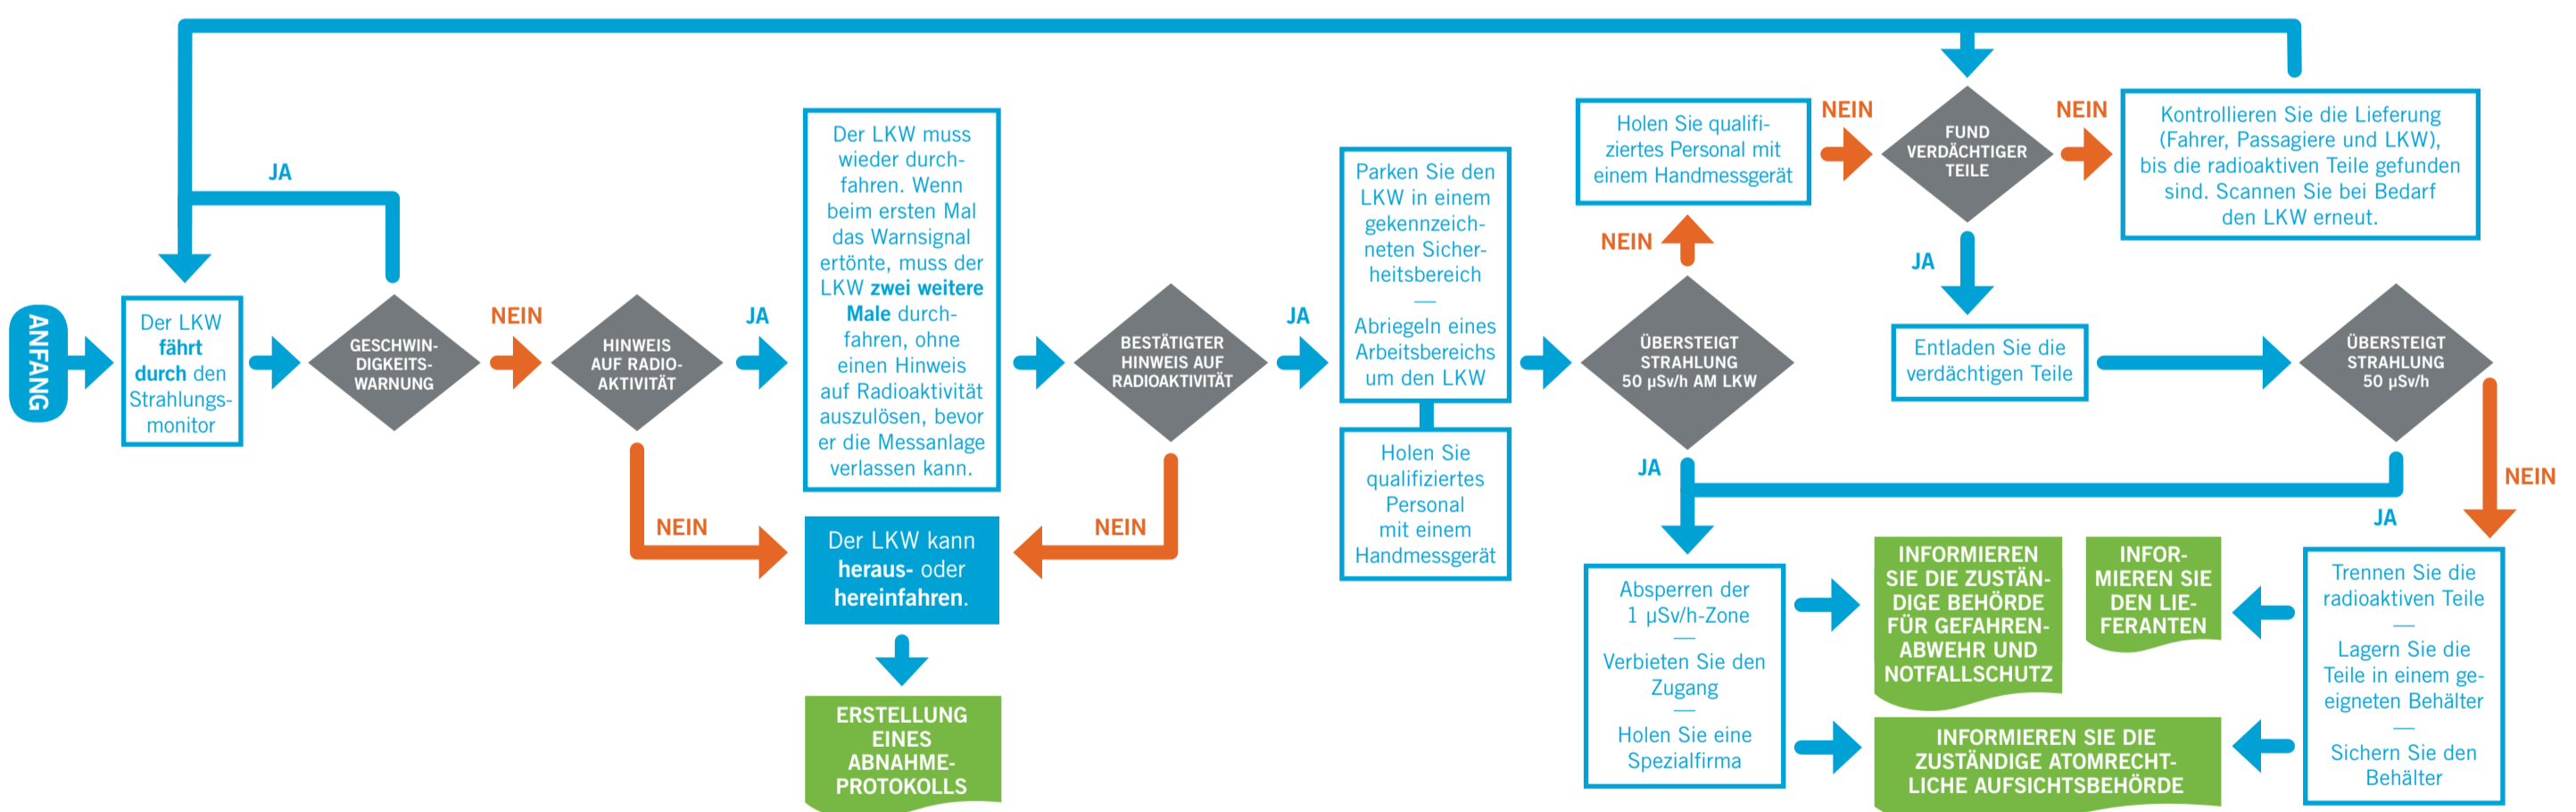 ANFANG
Der LKW
fährt
durch den
Strahlungs-
monitor
JA
GESCHWIN-
DIGKEITS-
WARNUNG
NEIN
HINWEIS
AUF RADIO-
AKTIVITÄT
JA
NEIN
Der LKW muss
wieder durch-
fahren. Wenn
beim ersten Mal
das Warnsignal
ertönte, muss der
LKW zwei weitere
Male durch-
fahren, ohne
einen Hinweis
auf Radioaktivität
auszulösen, bevor
er die Messanlage
verlassen kann.
BESTÄTIGTER
HINWEIS AUF
RADIOAKTIVITÄT
NEIN
Der LKW kann
heraus- oder
hereinfahren.
ERSTELLUNG
EINES
ABNAHME-
PROTOKOLLS
JA
Parken Sie den
LKW in einem
gekennzeich-
neten Sicher-
heitsbereich
—
Abriegeln eines
Arbeitsbereichs
um den LKW
Holen Sie
qualifiziertes
Personal
mit einem
Handmessgerät
ÜBERSTEIGT
STRAHLUNG
50 µSv/h AM LKW
NEIN
Holen Sie qualifi-
ziertes Personal mit
einem Handmessgerät
NEIN
FUND
VERDÄCHTIGER
TEILE
NEIN
Kontrollieren Sie die Lieferung
(Fahrer, Passagiere und LKW),
bis die radioaktiven Teile gefunden
sind. Scannen Sie bei Bedarf
den LKW erneut.
JA
Entladen Sie die
verdächtigen Teile
ÜBERSTEIGT
STRAHLUNG
50 µSv/h
JA
JA
NEIN
Absperren der
1 µSv/h-Zone
—
Verbieten Sie den
Zugang
—
Holen Sie eine
Spezialfirma
INFORMIEREN
SIE DIE ZUSTÄN-
DIGE BEHÖRDE
FÜR GEFAHREN-
ABWEHR UND
NOTFALLSCHUTZ
INFOR-
MIEREN SIE
DEN LIE-
FERANTEN
INFORMIEREN SIE DIE
ZUSTÄNDIGE ATOMRECHT-
LICHE AUFSICHTSBEHÖRDE
Trennen Sie die
radioaktiven Teile
—
Lagern Sie die
Teile in einem ge-
eigneten Behälter
—
Sichern Sie den
Behälter